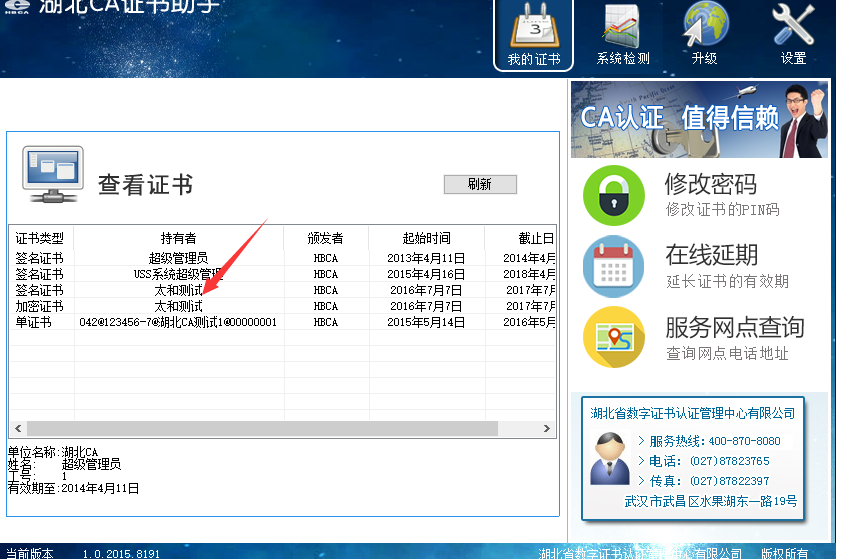 湖北CA证书助手
HBCA
3
我的证书 系统检测 升级 设置
CA认证 值得信赖
查看证书
刷新
证书类型 持有者 颁发者 起始时间 截止日
签名证书 超级管理员 HBCA 2013年4月11日 2014年4月
签名证书 USS系统超级管理 HBCA 2015年4月16日 2018年4月
签名证书 太和测试 HBCA 2016年7月7日 2017年7月
加密证书 太和测试 HBCA 2016年7月7日 2017年7月
单证书 042@123456-7@湖北CA测试1@00000001 HBCA 2015年5月14日 2016年5月
单位名称:湖北CA
姓名: 超级管理员
工号: 1
有效期至:2014年4月11日
修改密码
修改证书的PIN码
在线延期
延长证书的有效期
服务网点查询
查询网点电话地址
湖北省数字证书认证管理中心有限公司
> 服务热线:400-870-8080
> 电话: (027)87823765
> 传真: (027)87822397
武汉市武昌区水果湖东一路19号
当前版本 1.0.2015.8191
湖北省数字证书认证管理中心有限公司 版权所有